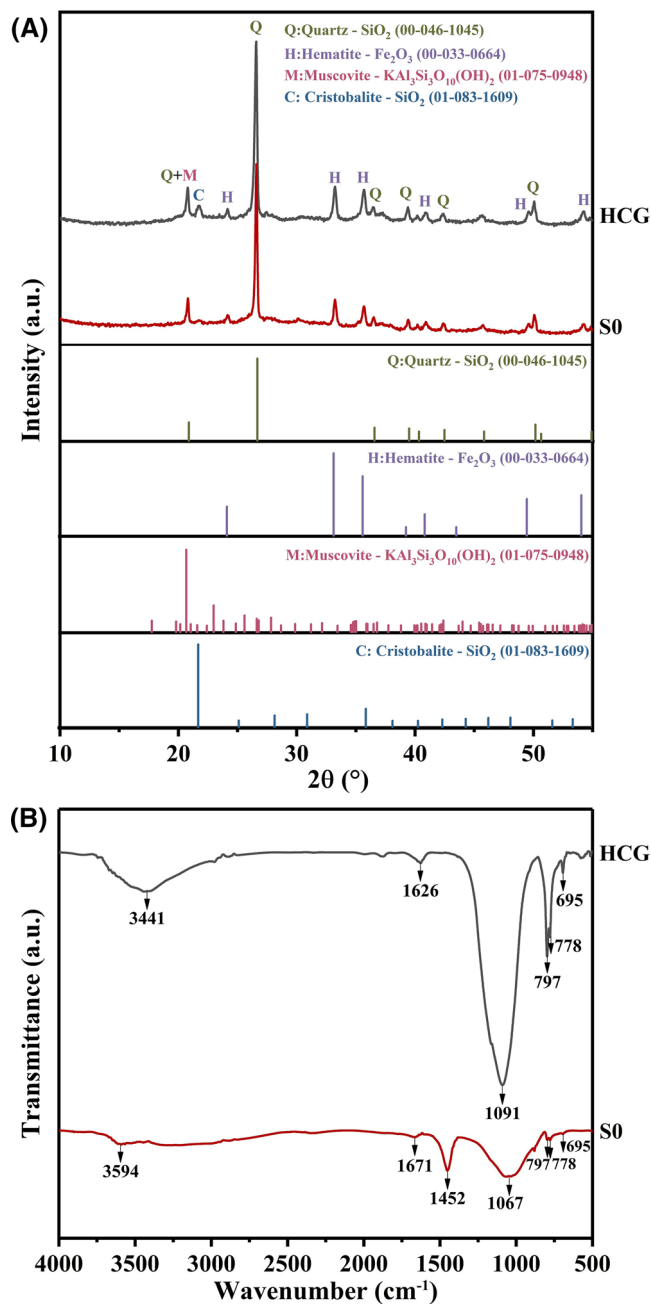 (A)
Q
Q:Quartz - SiO₂ (00-046-1045)
H:Hematite - Fe₂O₃ (00-033-0664)
M:Muscovite - KAl₃Si₃O₁₀(OH)₂ (01-075-0948)
C: Cristobalite - SiO₂ (01-083-1609)
Q+M
C
H
H
H
Q
Q
H
Q
H
Q
H
HCG
S0
Intensity (a.u.)
Q:Quartz - SiO₂ (00-046-1045)
H:Hematite - Fe₂O₃ (00-033-0664)
M:Muscovite - KAl₃Si₃O₁₀(OH)₂ (01-075-0948)
C: Cristobalite - SiO₂ (01-083-1609)
10 20 30 40 50
2θ (°)
(B)
HCG
3441
1626
1091
797
778
695
Transmittance (a.u.)
S0
3594
1671
1452
1067
797
778
695
4000 3500 3000 2500 2000 1500 1000 500
Wavenumber (cm⁻¹)